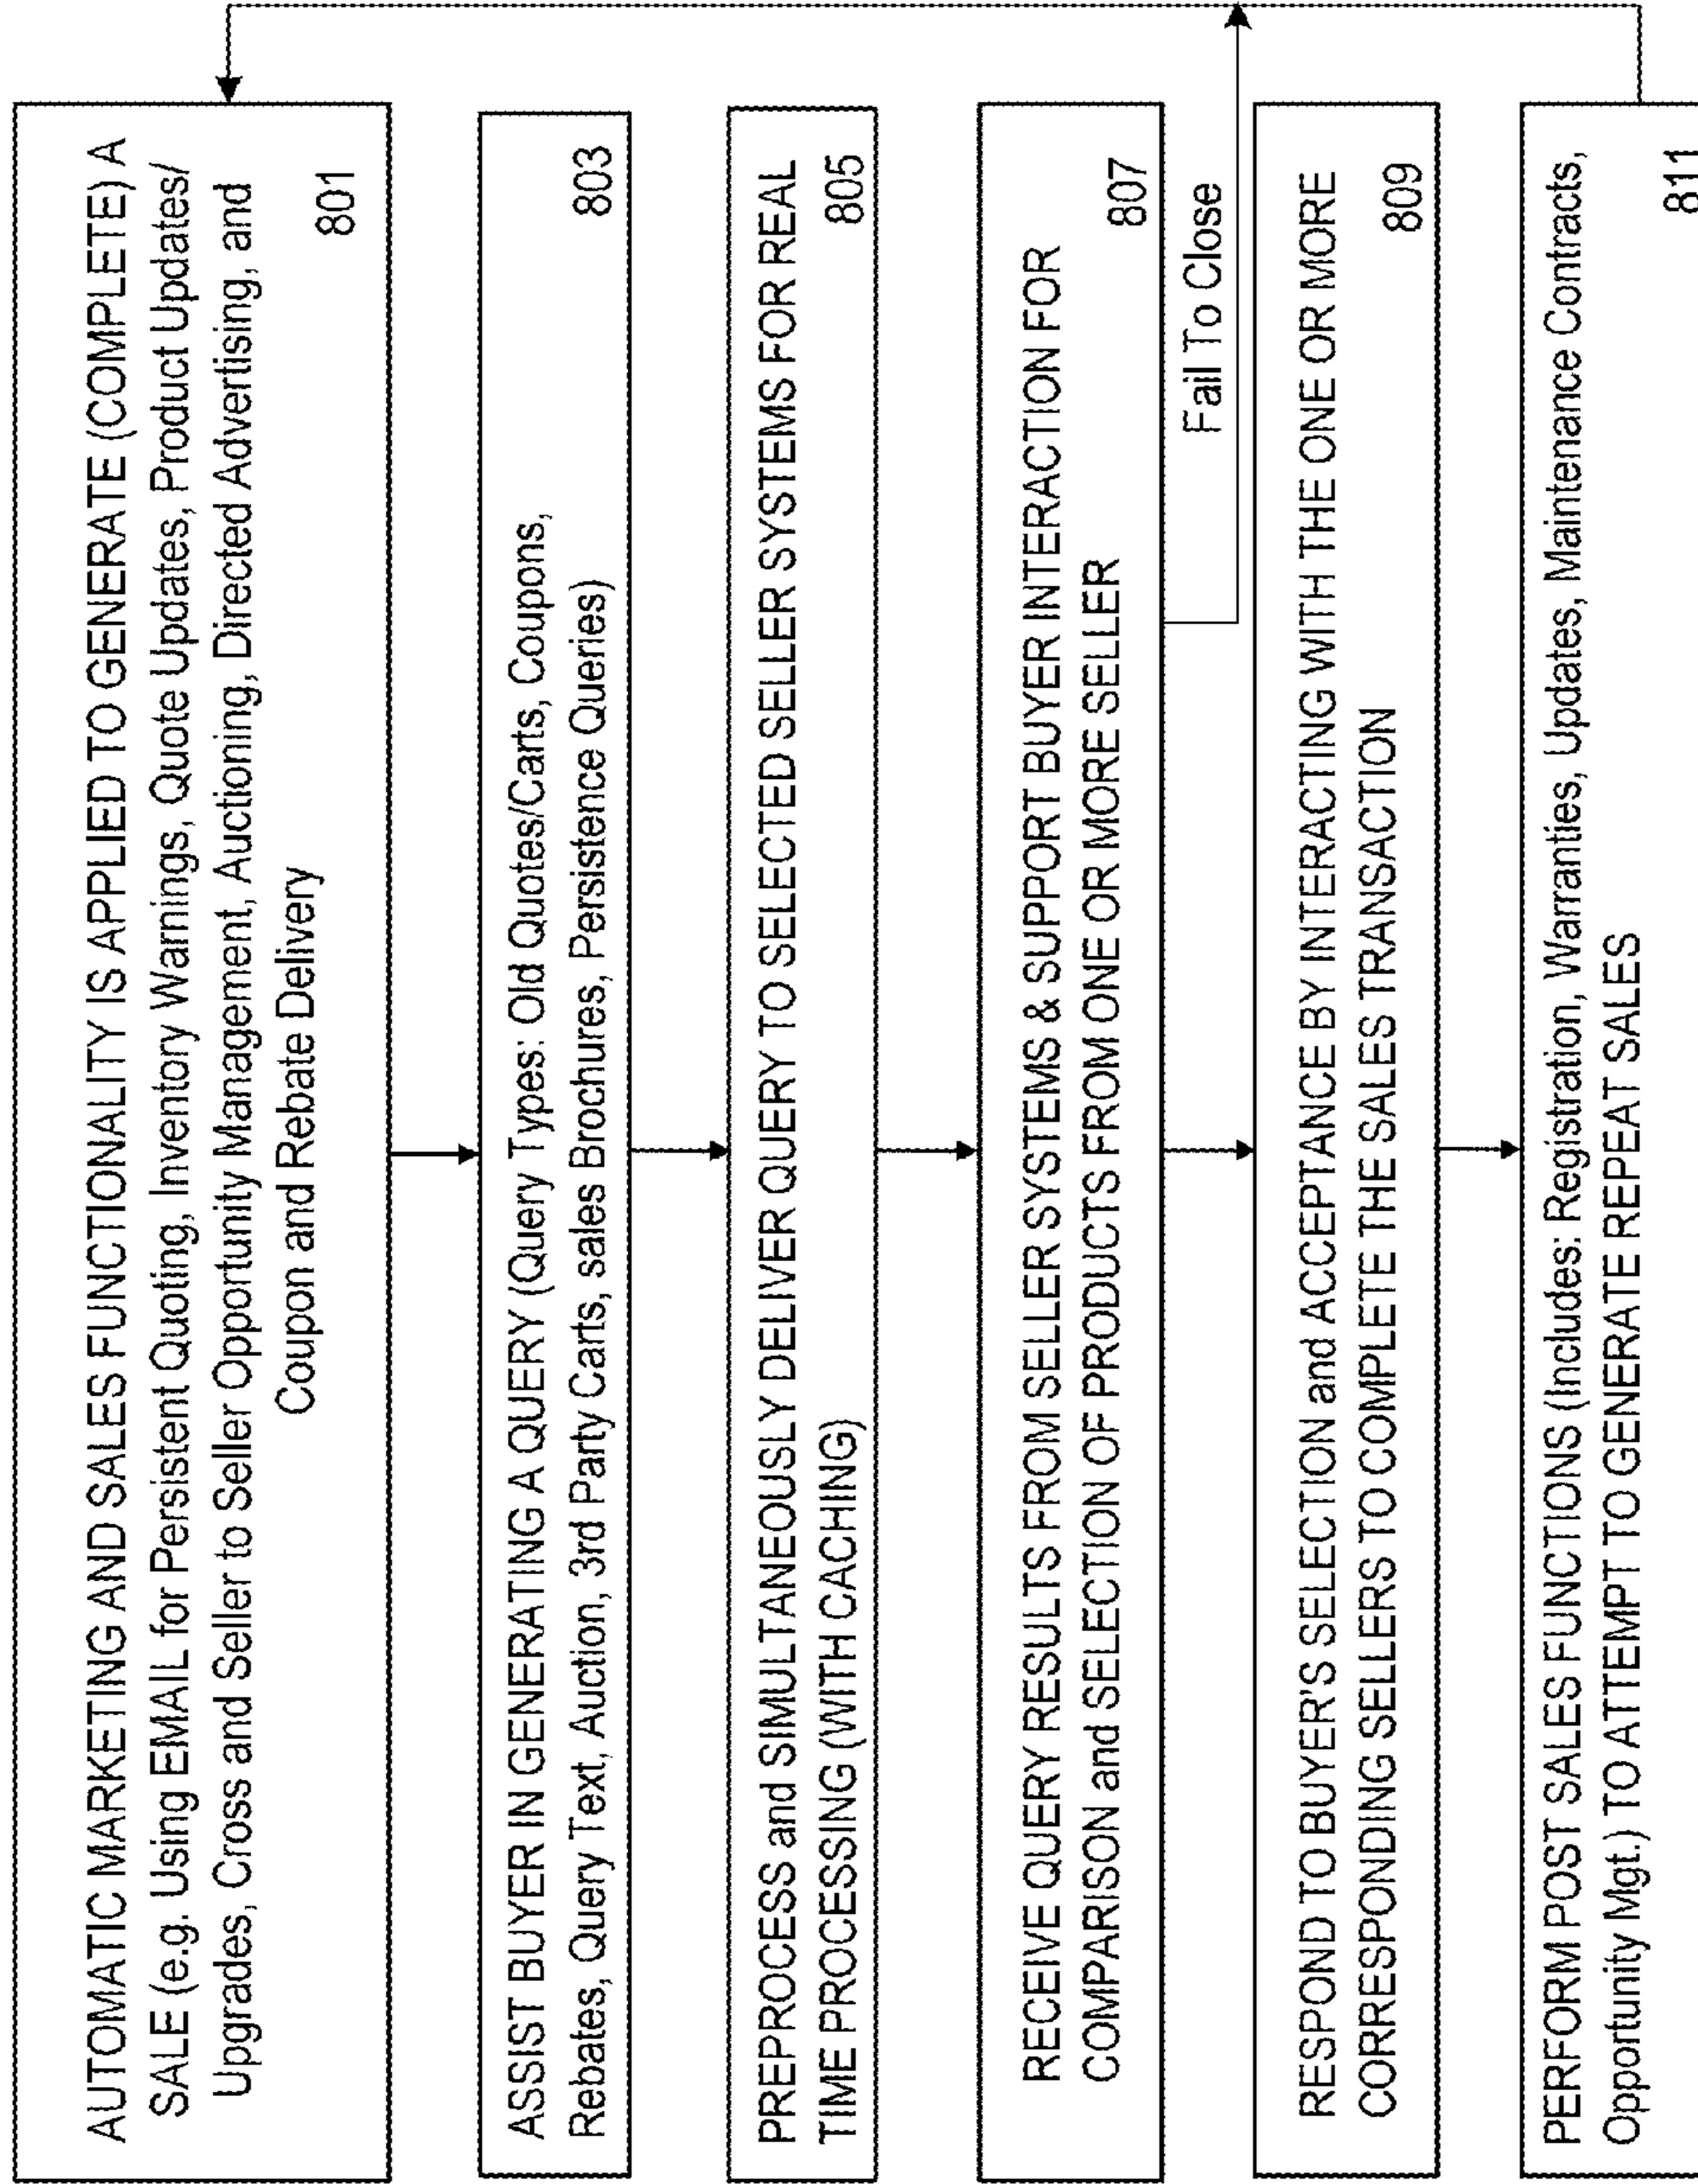 AUTOMATIC MARKETING AND SALES FUNCTIONALITY IS APPLIED TO GENERATE (COMPLETE) A
SALE (e.g. Using EMAIL for Persistent Quoting, Inventory Warnings, Quote Updates, Product Updates/
Upgrades, Cross and Seller to Seller Opportunity Management, Auctioning, Directed Advertising, and
Coupon and Rebate Delivery
801
ASSIST BUYER IN GENERATING A QUERY (Query Types: Old Quotes/Carts, Coupons,
Rebates, Query Text, Auction, 3rd Party Carts, sales Brochures, Persistence Queries)
803
PREPROCESS and SIMULTANEOUSLY DELIVER QUERY TO SELECTED SELLER SYSTEMS FOR REAL
TIME PROCESSING (WITH CACHING)
805
RECEIVE QUERY RESULTS FROM SELLER SYSTEMS & SUPPORT BUYER INTERACTION FOR
COMPARISON and SELECTION OF PRODUCTS FROM ONE OR MORE SELLER
807
Fail To Close
RESPOND TO BUYER'S SELECTION and ACCEPTANCE BY INTERACTING WITH THE ONE OR MORE
CORRESPONDING SELLERS TO COMPLETE THE SALES TRANSACTION
809
PERFORM POST SALES FUNCTIONS (Includes: Registration, Warranties, Updates, Maintenance Contracts,
Opportunity Mgt.) TO ATTEMPT TO GENERATE REPEAT SALES
811